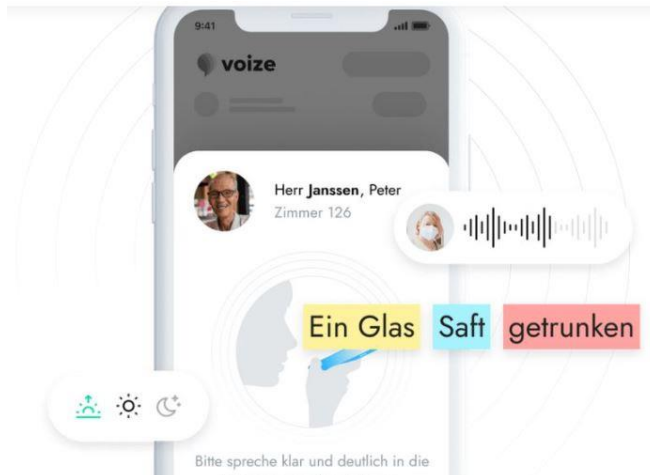 9:41
voize
Herr Janssen, Peter
Zimmer 126
Ein Glas Saft getrunken
Bitte spreche klar und deutlich in die